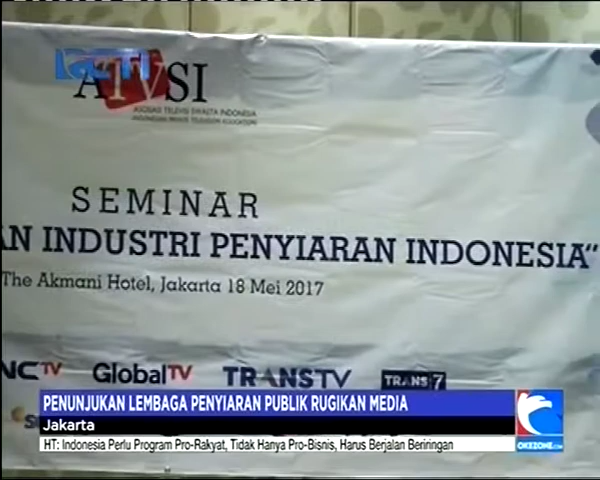 RCTI
ATVSI
ASOSIASI TELEVISI SWASTA INDONESIA
INDONESIAN PRIVATE TELEVISION ASSOCIATION
SEMINAR
AN INDUSTRI PENYIARAN INDONESIA"
The Akmani Hotel, Jakarta 18 Mei 2017
NCTV GlobalTV TRANSTV TRANS7
PENUNJUKAN LEMBAGA PENYIARAN PUBLIK RUGIKAN MEDIA
Jakarta
HT: Indonesia Perlu Program Pro-Rakyat, Tidak Hanya Pro-Bisnis, Harus Berjalan Beriringan
OKEZONE.COM